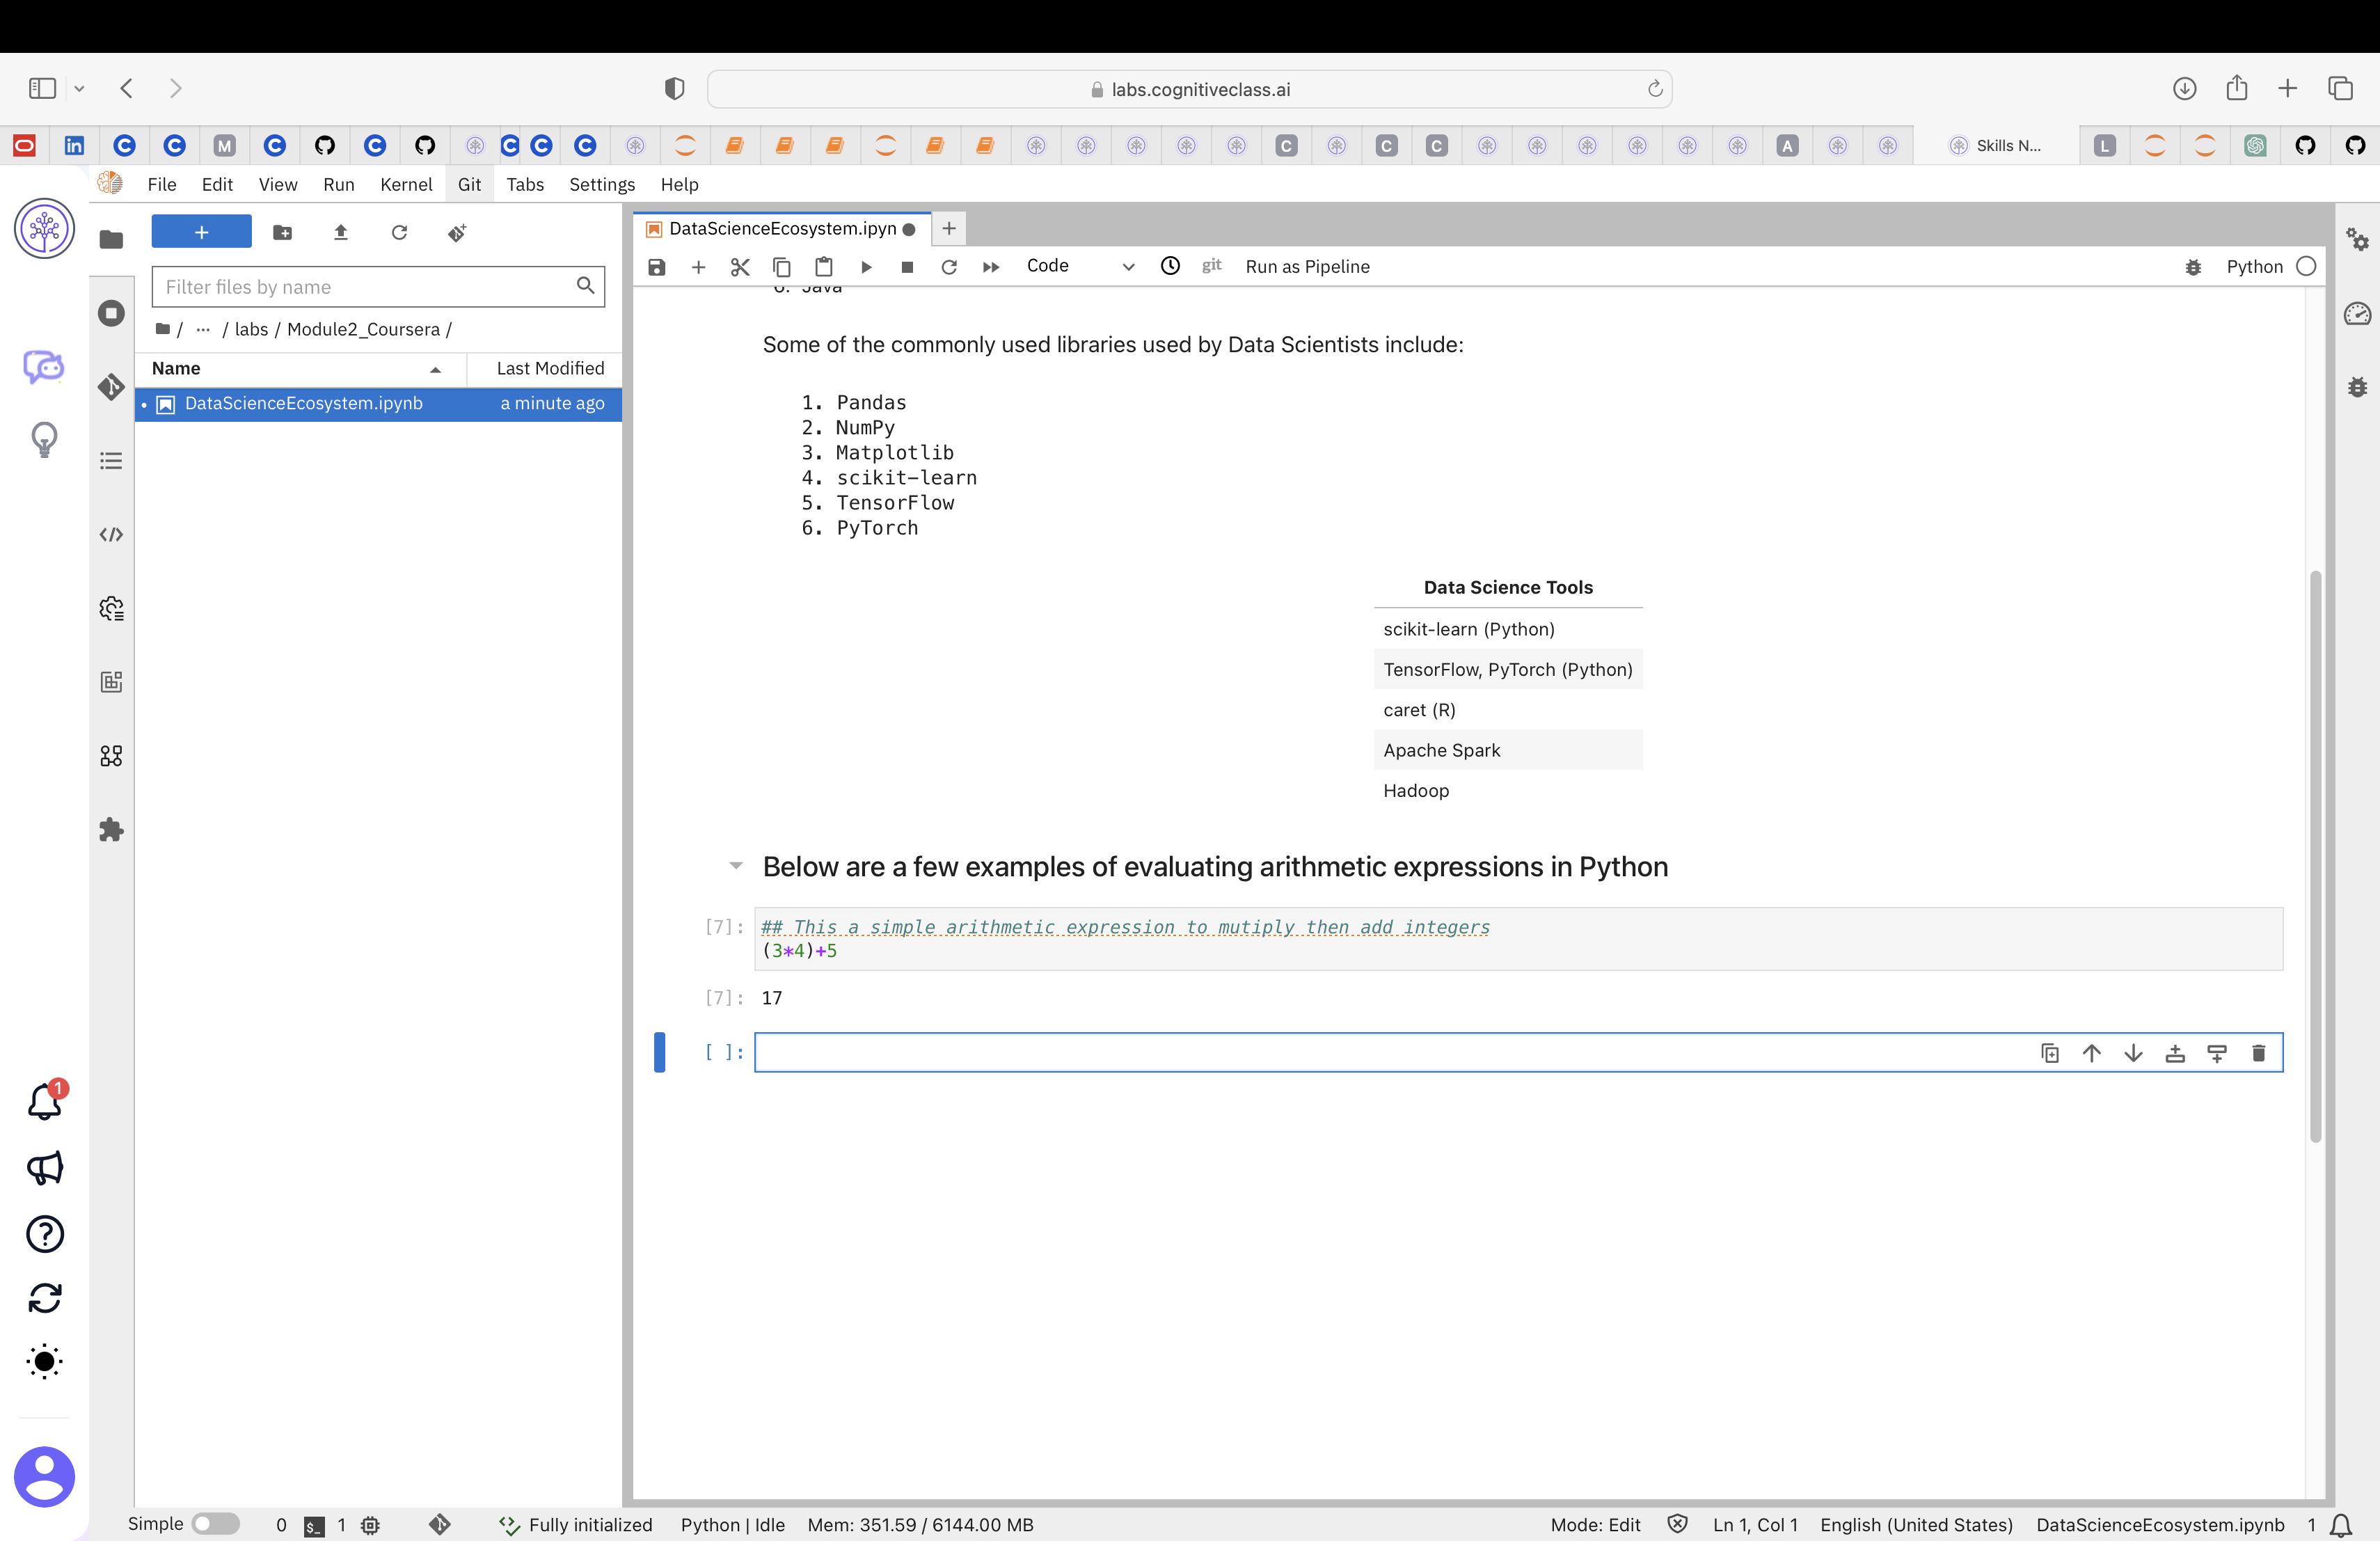 labs.cognitiveclass.ai
M
C
C
C
A
Skills N...
L
File Edit View Run Kernel Git Tabs Settings Help
DataScienceEcosystem.ipyn
Filter files by name
Code
git
Run as Pipeline
Python
/ ... / labs / Module2_Coursera /
Name Last Modified
DataScienceEcosystem.ipynb a minute ago
6. Java
Some of the commonly used libraries used by Data Scientists include:
1. Pandas
2. NumPy
3. Matplotlib
4. scikit-learn
5. TensorFlow
6. PyTorch
Data Science Tools
scikit-learn (Python)
TensorFlow, PyTorch (Python)
caret (R)
Apache Spark
Hadoop
Below are a few examples of evaluating arithmetic expressions in Python
[7]: ## This a simple arithmetic expression to mutiply then add integers
(3*4)+5
[7]: 17
[ ]:
1
Simple 0 $_ 1 Fully initialized Python | Idle Mem: 351.59 / 6144.00 MB Mode: Edit Ln 1, Col 1 English (United States) DataScienceEcosystem.ipynb 1